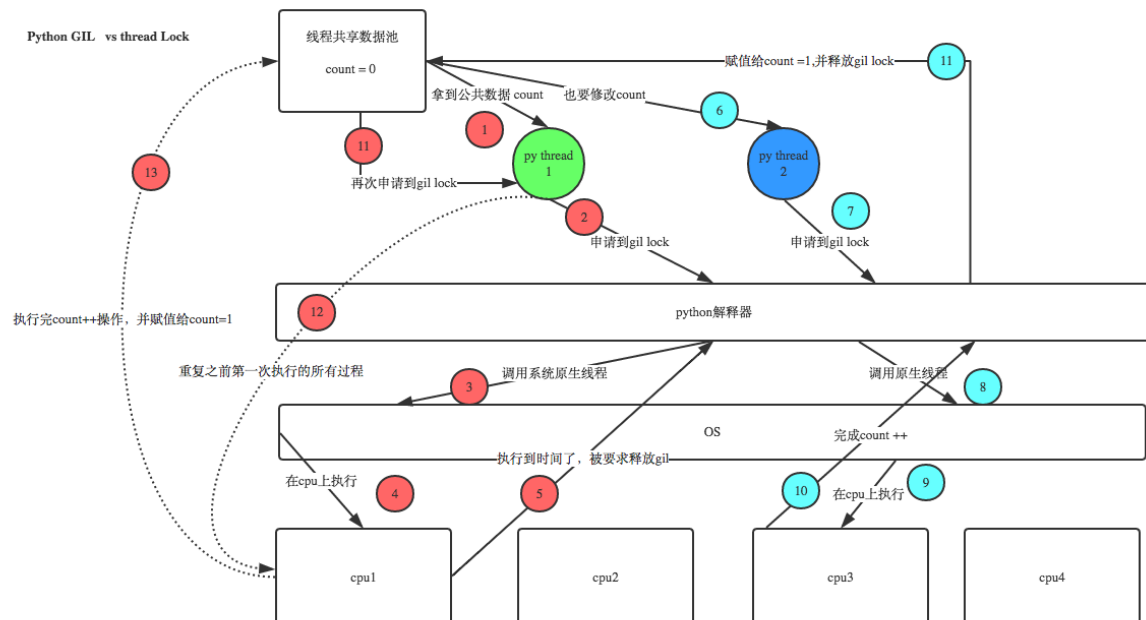 Python GIL vs thread Lock
线程共享数据池
count = 0
赋值给count =1,并释放gil lock
11
拿到公共数据 count
也要修改count
6
1
11
py thread
1
py thread
2
13
再次申请到gil lock
2
7
申请到gil lock
申请到gil lock
12
python解释器
执行完count++操作，并赋值给count=1
重复之前第一次执行的所有过程
调用系统原生线程
3
调用原生线程
8
OS
完成count ++
执行到时间了，被要求释放gil
在cpu上执行
4
5
10
在cpu上执行
9
cpu1
cpu2
cpu3
cpu4